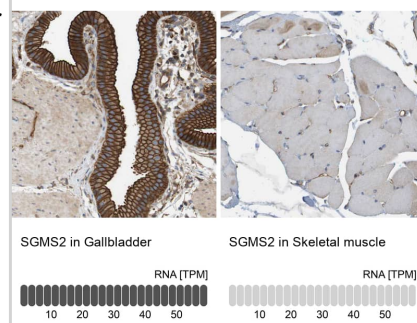 SGMS2 in Gallbladder
RNA [TPM]
10 20 30 40 50
SGMS2 in Skeletal muscle
RNA [TPM]
10 20 30 40 50